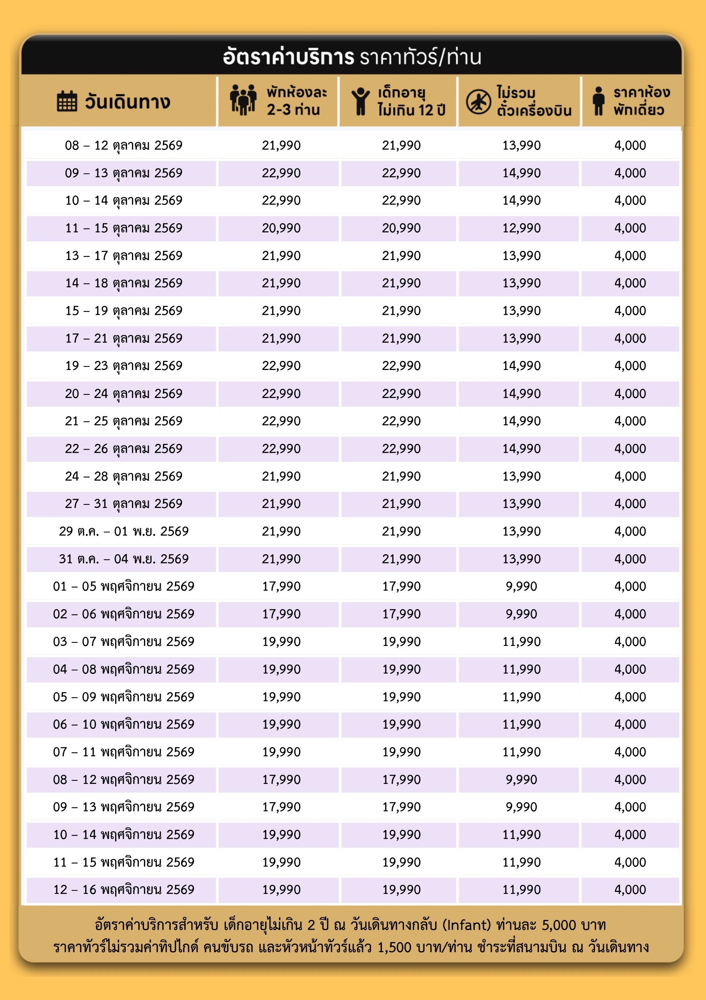 อัตราค่าบริการ ราคาทัวร์/ท่าน
วันเดินทาง พักห้องละ 2-3 ท่าน เด็กอายุ ไม่เกิน 12 ปี ไม่รวม ตั๋วเครื่องบิน ราคาห้อง พักเดี่ยว
08 – 12 ตุลาคม 2569 21,990 21,990 13,990 4,000
09 – 13 ตุลาคม 2569 22,990 22,990 14,990 4,000
10 – 14 ตุลาคม 2569 22,990 22,990 14,990 4,000
11 – 15 ตุลาคม 2569 20,990 20,990 12,990 4,000
13 – 17 ตุลาคม 2569 21,990 21,990 13,990 4,000
14 – 18 ตุลาคม 2569 21,990 21,990 13,990 4,000
15 – 19 ตุลาคม 2569 21,990 21,990 13,990 4,000
17 – 21 ตุลาคม 2569 21,990 21,990 13,990 4,000
19 – 23 ตุลาคม 2569 22,990 22,990 14,990 4,000
20 – 24 ตุลาคม 2569 22,990 22,990 14,990 4,000
21 – 25 ตุลาคม 2569 22,990 22,990 14,990 4,000
22 – 26 ตุลาคม 2569 22,990 22,990 14,990 4,000
24 – 28 ตุลาคม 2569 21,990 21,990 13,990 4,000
27 – 31 ตุลาคม 2569 21,990 21,990 13,990 4,000
29 ต.ค. – 01 พ.ย. 2569 21,990 21,990 13,990 4,000
31 ต.ค. – 04 พ.ย. 2569 21,990 21,990 13,990 4,000
01 – 05 พฤศจิกายน 2569 17,990 17,990 9,990 4,000
02 – 06 พฤศจิกายน 2569 17,990 17,990 9,990 4,000
03 – 07 พฤศจิกายน 2569 19,990 19,990 11,990 4,000
04 – 08 พฤศจิกายน 2569 19,990 19,990 11,990 4,000
05 – 09 พฤศจิกายน 2569 19,990 19,990 11,990 4,000
06 – 10 พฤศจิกายน 2569 19,990 19,990 11,990 4,000
07 – 11 พฤศจิกายน 2569 19,990 19,990 11,990 4,000
08 – 12 พฤศจิกายน 2569 17,990 17,990 9,990 4,000
09 – 13 พฤศจิกายน 2569 17,990 17,990 9,990 4,000
10 – 14 พฤศจิกายน 2569 19,990 19,990 11,990 4,000
11 – 15 พฤศจิกายน 2569 19,990 19,990 11,990 4,000
12 – 16 พฤศจิกายน 2569 19,990 19,990 11,990 4,000
อัตราค่าบริการสำหรับ เด็กอายุไม่เกิน 2 ปี ณ วันเดินทางกลับ (Infant) ท่านละ 5,000 บาท
ราคาทัวร์ไม่รวมค่าทิปไกด์ คนขับรถ และหัวหน้าทัวร์แล้ว 1,500 บาท/ท่าน ชำระที่สนามบิน ณ วันเดินทาง